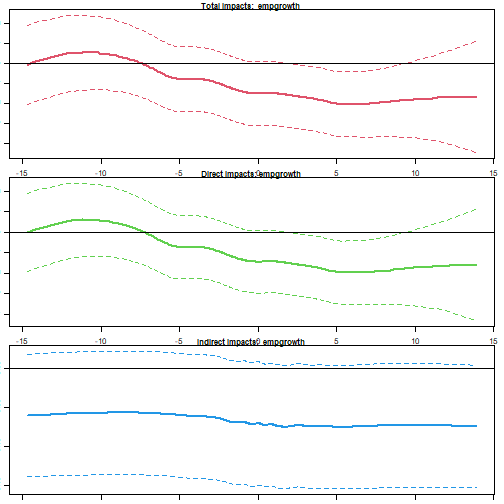 Total impacts: empgrowth
-15 -10 -5 0 5 10 15
Direct impacts: empgrowth
-15 -10 -5 0 5 10 15
Indirect impacts: empgrowth